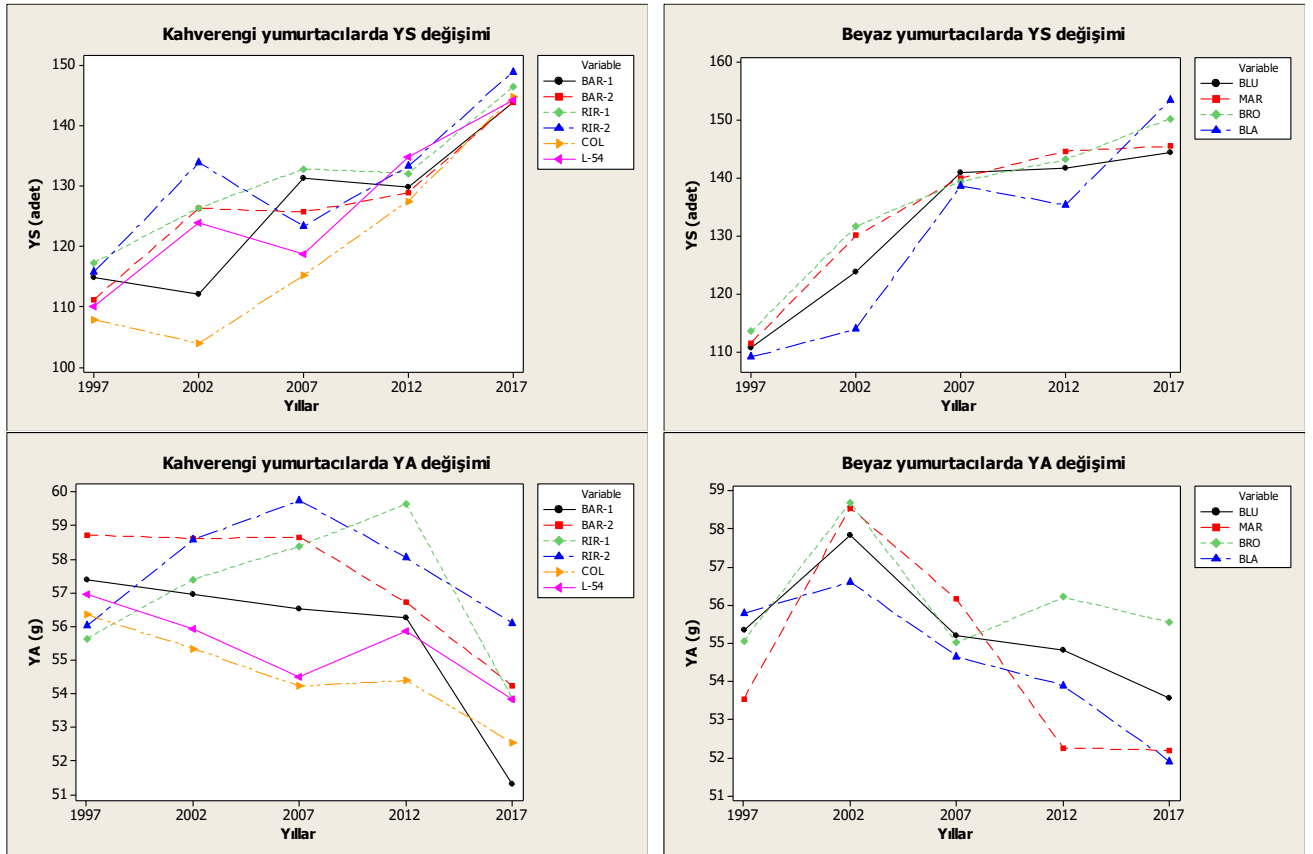 Kahverengi yumurtacılarda YS değişimi
150
140
130
120
110
100
YS (adet)
1997 2002 2007 2012 2017
Yıllar
Variable
BAR-1
BAR-2
RIR-1
RIR-2
COL
L-54
Beyaz yumurtacılarda YS değişimi
160
150
140
130
120
110
YS (adet)
1997 2002 2007 2012 2017
Yıllar
Variable
BLU
MAR
BRO
BLA
Kahverengi yumurtacılarda YA değişimi
60
59
58
57
56
55
54
53
52
51
YA (g)
1997 2002 2007 2012 2017
Yıllar
Variable
BAR-1
BAR-2
RIR-1
RIR-2
COL
L-54
Beyaz yumurtacılarda YA değişimi
59
58
57
56
55
54
53
52
51
YA (g)
1997 2002 2007 2012 2017
Yıllar
Variable
BLU
MAR
BRO
BLA